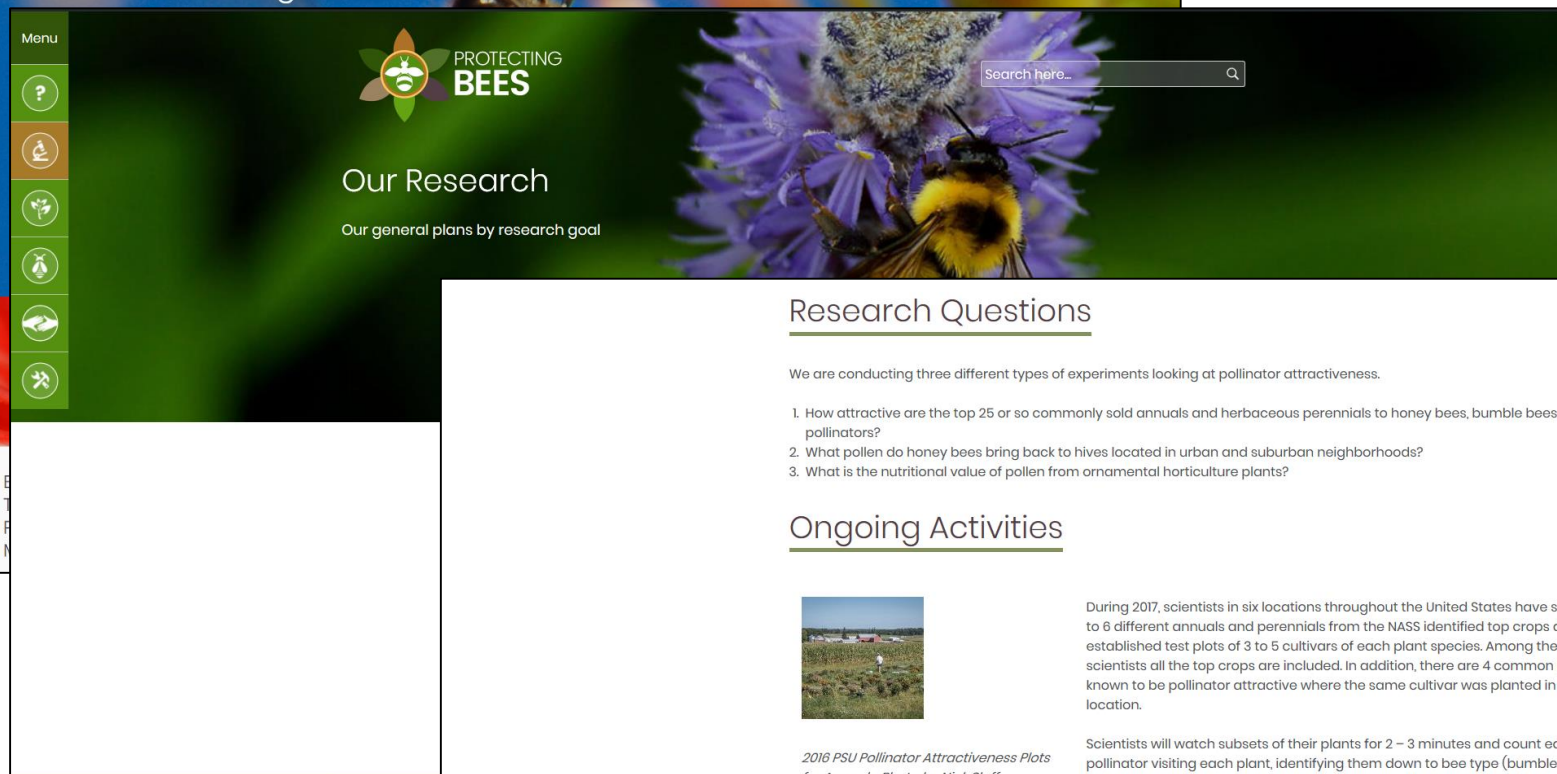 Menu
PROTECTING
BEES
Search here...
?
Our Research
Our general plans by research goal
Research Questions
We are conducting three different types of experiments looking at pollinator attractiveness.
1. How attractive are the top 25 or so commonly sold annuals and herbaceous perennials to honey bees, bumble bees
pollinators?
2. What pollen do honey bees bring back to hives located in urban and suburban neighborhoods?
3. What is the nutritional value of pollen from ornamental horticulture plants?
Ongoing Activities
During 2017, scientists in six locations throughout the United States have
to 6 different annuals and perennials from the NASS identified top crops
established test plots of 3 to 5 cultivars of each plant species. Among the
scientists all the top crops are included. In addition, there are 4 common
known to be pollinator attractive where the same cultivar was planted in
location.
Scientists will watch subsets of their plants for 2 – 3 minutes and count
pollinator visiting each plant, identifying them down to bee type (bumble
2016 PSU Pollinator Attractiveness Plots